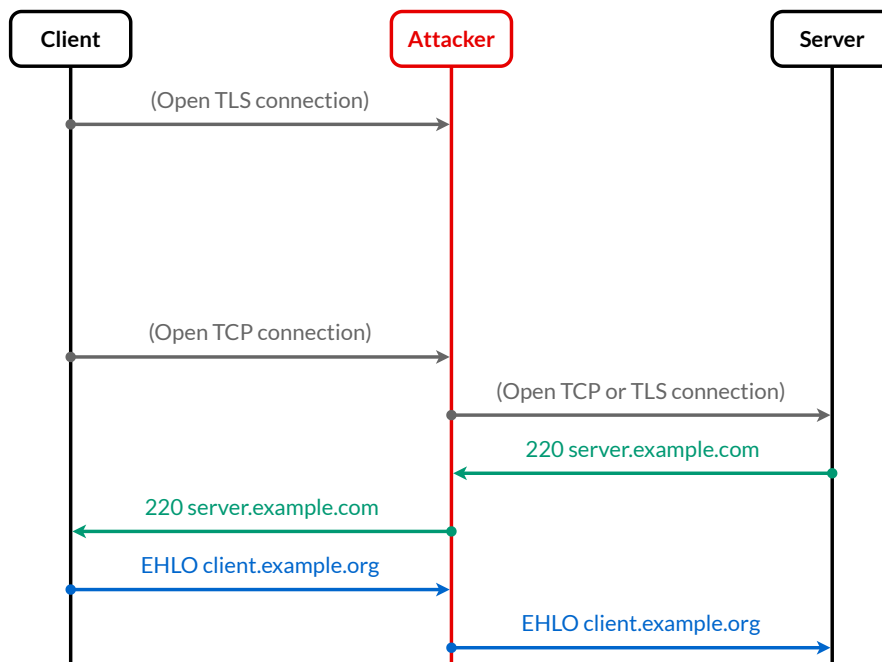 Client
Attacker
Server
(Open TLS connection)
(Open TCP connection)
(Open TCP or TLS connection)
220 server.example.com
220 server.example.com
EHLO client.example.org
EHLO client.example.org